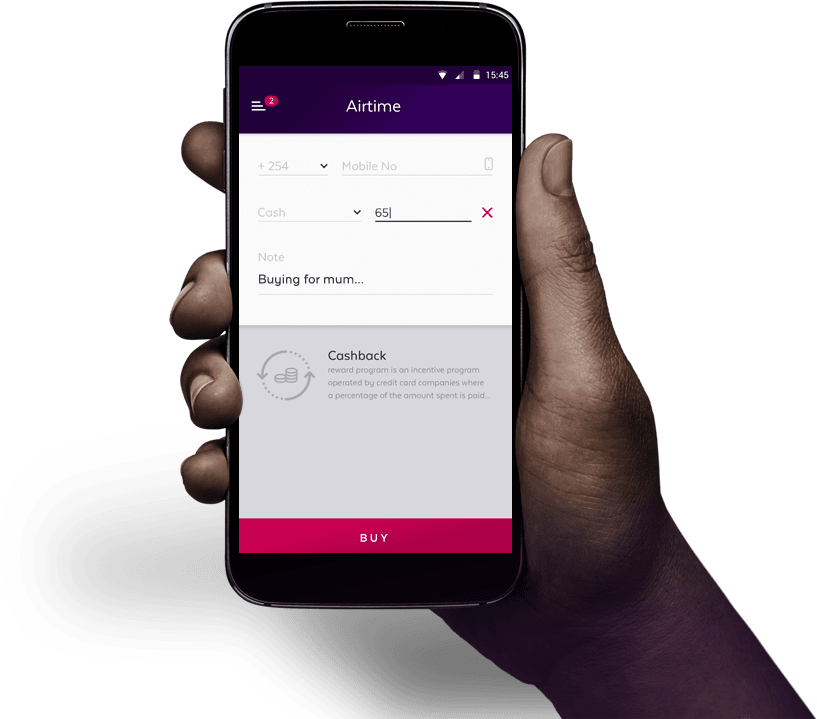 15:45
2
Airtime
+ 254 Mobile No
Cash 65
Note
Buying for mum...
Cashback
reward program is an incentive program
operated by credit card companies where
a percentage of the amount spent is paid...
BUY